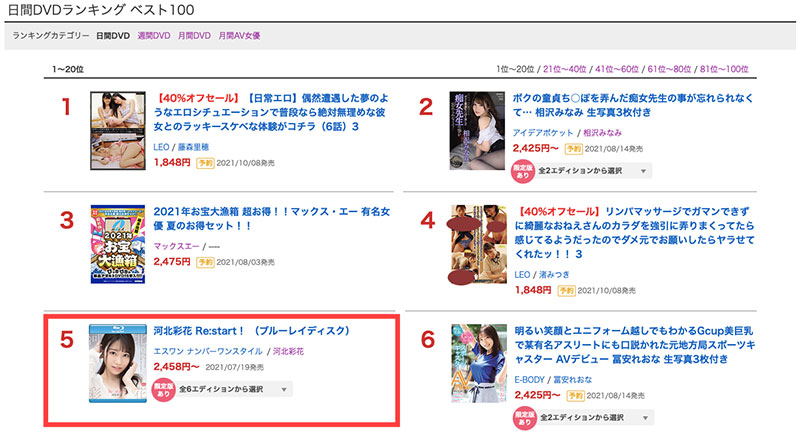 日間DVDランキング ベスト100
ランキングカテゴリー 日間DVD 週間DVD 月間DVD 月間AV女優
1〜20位
1位〜20位 / 21位〜40位 / 41位〜60位 / 61位〜80位 / 81位〜100位
1
【40%オフセール】【日常エロ】偶然遭遇した夢のよ
うなエロシチュエーションで普段なら絶対無理めな彼
女とのラッキースケベな体験がコチラ（6話）3
LEO / 藤森里穂
1,848円 予約 2021/10/08発売
2
痴女先生
相沢みなみ
ボクの童貞ち○ぽを弄んだ痴女先生の事が忘れられなく
て… 相沢みなみ 生写真3枚付き
アイデアポケット / 相沢みなみ
2,425円〜 予約 2021/08/14発売
限定版
あり
全2エディションから選択
3
2021年
お宝
大漁箱
2021年お宝大漁箱 超お得！！マックス・エー 有名女
優 夏のお得セット！！
マックスエー / ----
2,475円 予約 2021/08/03発売
4
【40%オフセール】リンパマッサージでガマンできず
に綺麗なおねえさんのカラダを強引に弄りまくってたら
感じてるようだったのでダメ元でお願いしたらヤラせて
くれたッ！！ 3
LEO / 渚みつき
1,848円 予約 2021/10/08発売
5
河北彩花 Re:start！ （ブルーレイディスク）
エスワン ナンバーワンスタイル / 河北彩花
2,458円〜 2021/07/19発売
限定版
あり
全6エディションから選択
6
AV
明るい笑顔とユニフォーム越しでもわかるGcup美巨乳
で某有名アスリートにも口説かれた元地方局スポーツキ
ャスター AVデビュー 冨安れおな 生写真3枚付き
E-BODY / 冨安れおな
2,425円〜 予約 2021/08/14発売
限定版
あり
全2エディションから選択